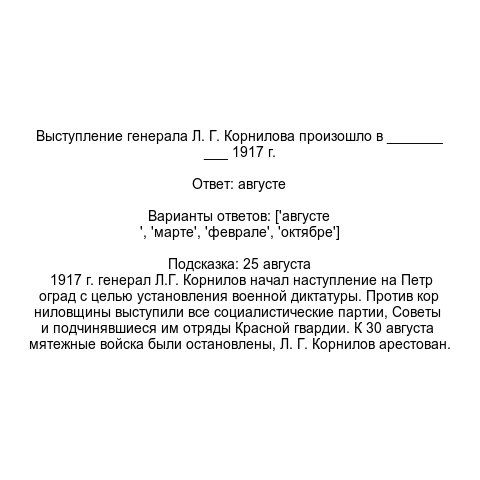 Выступление генерала Л. Г. Корнилова произошло в _______
___ 1917 г.
Ответ: августе
Варианты ответов: ['августе
', 'марте', 'феврале', 'октябре']
Подсказка: 25 августа
1917 г. генерал Л.Г. Корнилов начал наступление на Петр
оград с целью установления военной диктатуры. Против кор
ниловщины выступили все социалистические партии, Советы
и подчинявшиеся им отряды Красной гвардии. К 30 августа
мятежные войска были остановлены, Л. Г. Корнилов арестован.